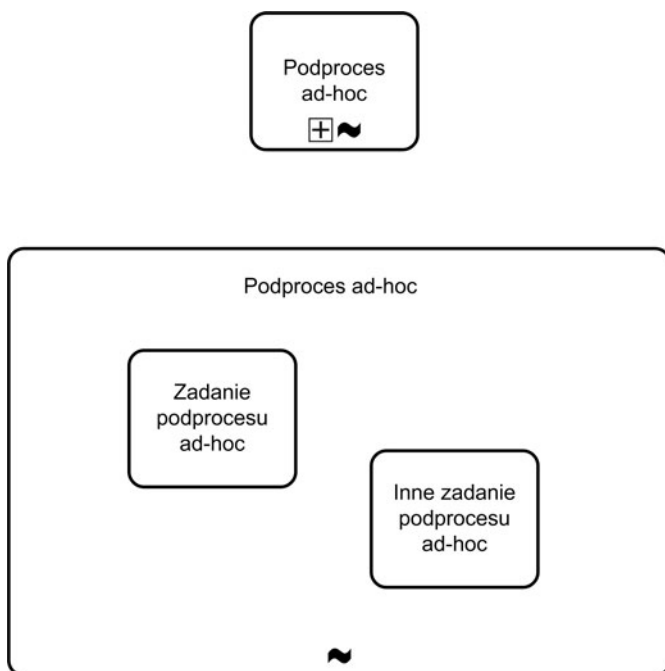 Podproces
ad-hoc
Podproces ad-hoc
Zadanie
podprocesu
ad-hoc
Inne zadanie
podprocesu
ad-hoc